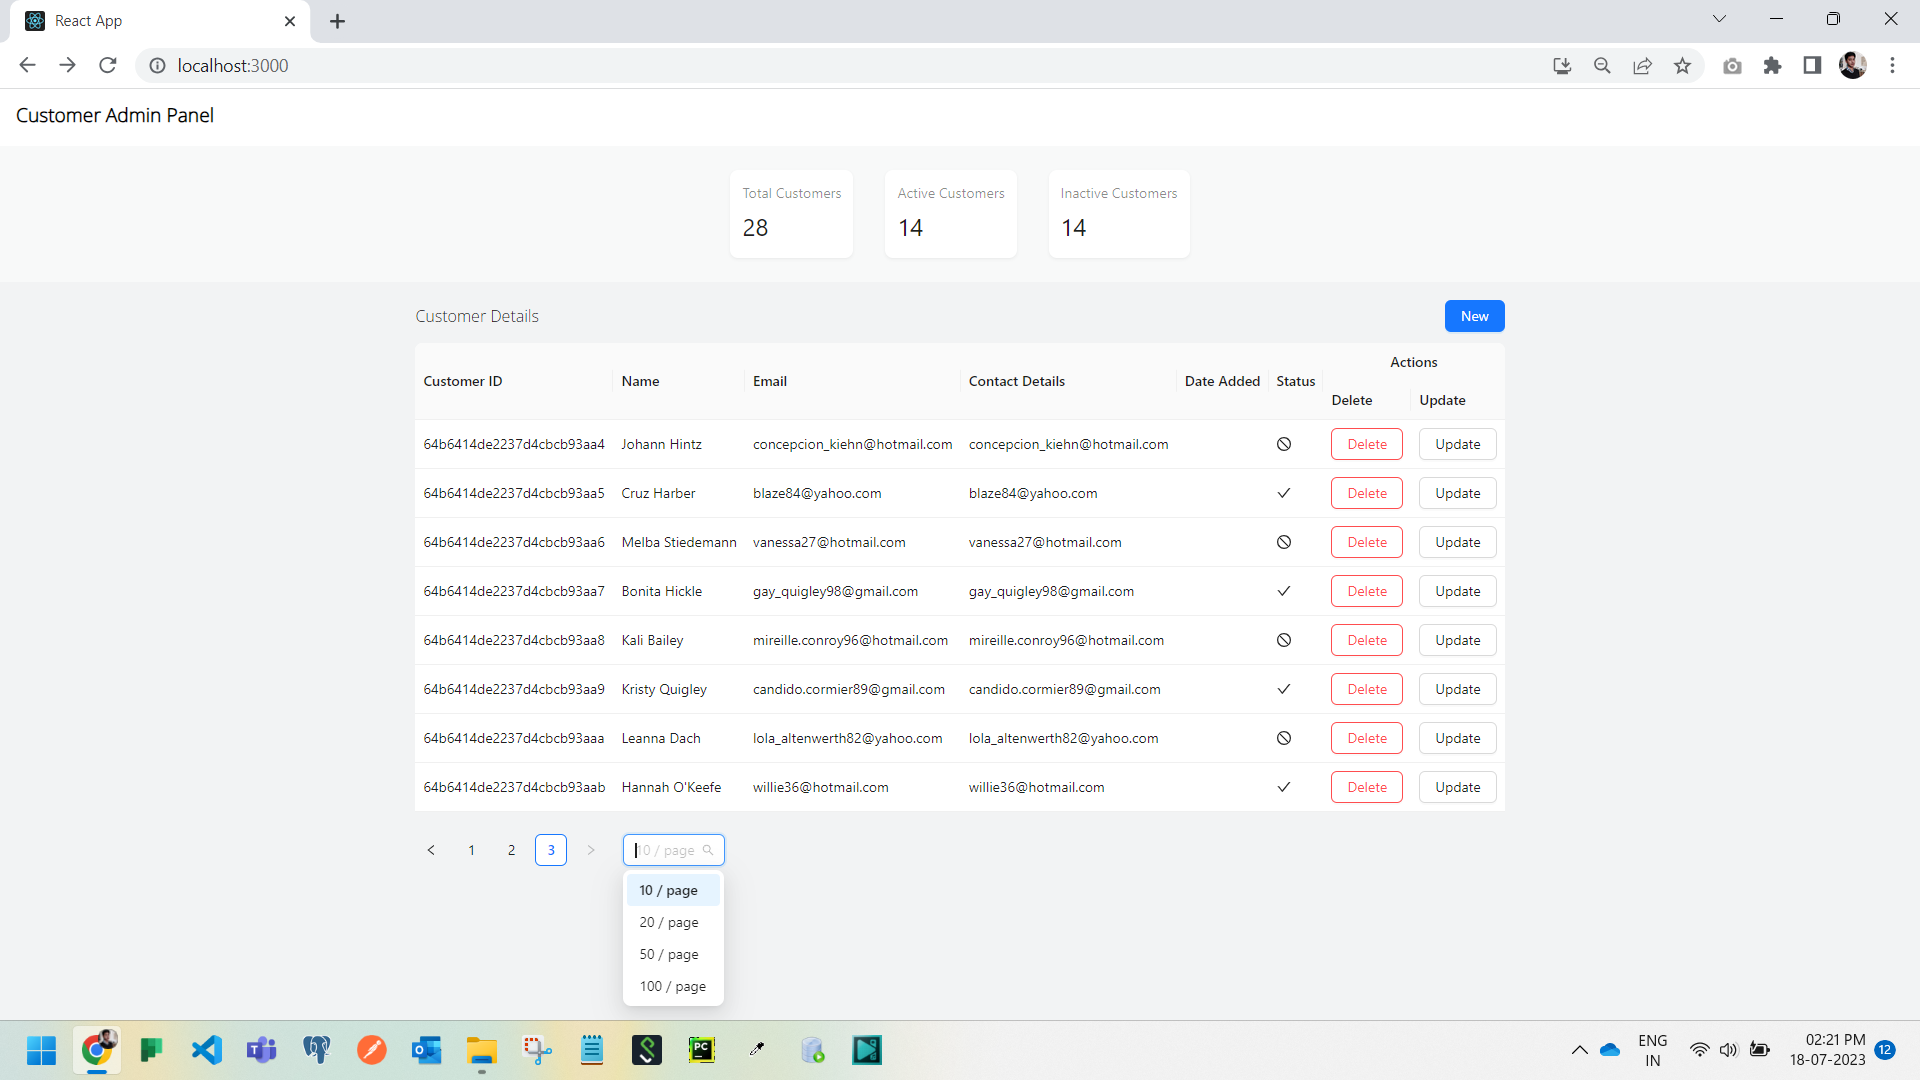 React App
localhost:3000
Customer Admin Panel
Total Customers
28
Active Customers
14
Inactive Customers
14
Customer Details
New
Customer ID Name Email Contact Details Date Added Status Actions
Delete Update
64b6414de2237d4cbcb93aa4 Johann Hintz concepcion_kiehn@hotmail.com concepcion_kiehn@hotmail.com Delete Update
64b6414de2237d4cbcb93aa5 Cruz Harber blaze84@yahoo.com blaze84@yahoo.com Delete Update
64b6414de2237d4cbcb93aa6 Melba Stiedemann vanessa27@hotmail.com vanessa27@hotmail.com Delete Update
64b6414de2237d4cbcb93aa7 Bonita Hickle gay_quigley98@gmail.com gay_quigley98@gmail.com Delete Update
64b6414de2237d4cbcb93aa8 Kali Bailey mireille.conroy96@hotmail.com mireille.conroy96@hotmail.com Delete Update
64b6414de2237d4cbcb93aa9 Kristy Quigley candido.cormier89@gmail.com candido.cormier89@gmail.com Delete Update
64b6414de2237d4cbcb93aaa Leanna Dach lola_altenwerth82@yahoo.com lola_altenwerth82@yahoo.com Delete Update
64b6414de2237d4cbcb93aab Hannah O'Keefe willie36@hotmail.com willie36@hotmail.com Delete Update
< 1 2 3 > 10 / page
10 / page
20 / page
50 / page
100 / page
PC
ENG
IN
02:21 PM
18-07-2023
12